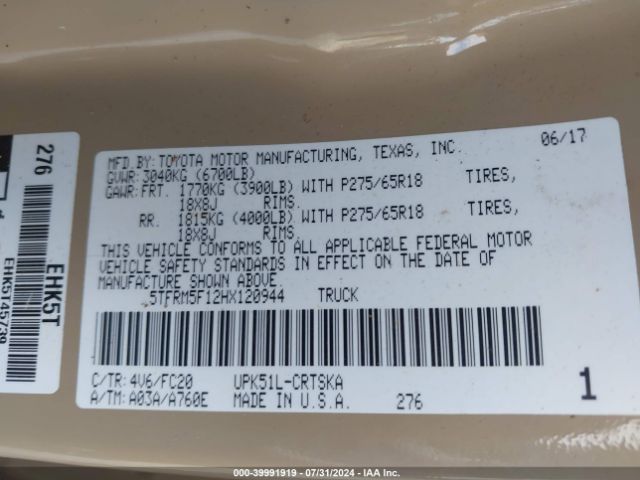 MFD BY: TOYOTA MOTOR MANUFACTURING, TEXAS, INC. 06/17
GVWR: 3040KG (6700LB)
GAWR: FRT. 1770KG (3900LB) WITH P275/65R18 TIRES,
18X8J RIMS.
RR. 1815KG (4000LB) WITH P275/65R18 TIRES,
18X8J RIMS.
THIS VEHICLE CONFORMS TO ALL APPLICABLE FEDERAL MOTOR
VEHICLE SAFETY STANDARDS IN EFFECT ON THE DATE OF
MANUFACTURE SHOWN ABOVE.
5TFRM5F12HX120944 TRUCK
C/TR: 4V6/FC20 UPK51L-CRTSKA
A/TM: A03A/A760E MADE IN U.S.A. 276
1
276
EHK5T
EHK5145739
000-39991919 - 07/31/2024 - IAA Inc.